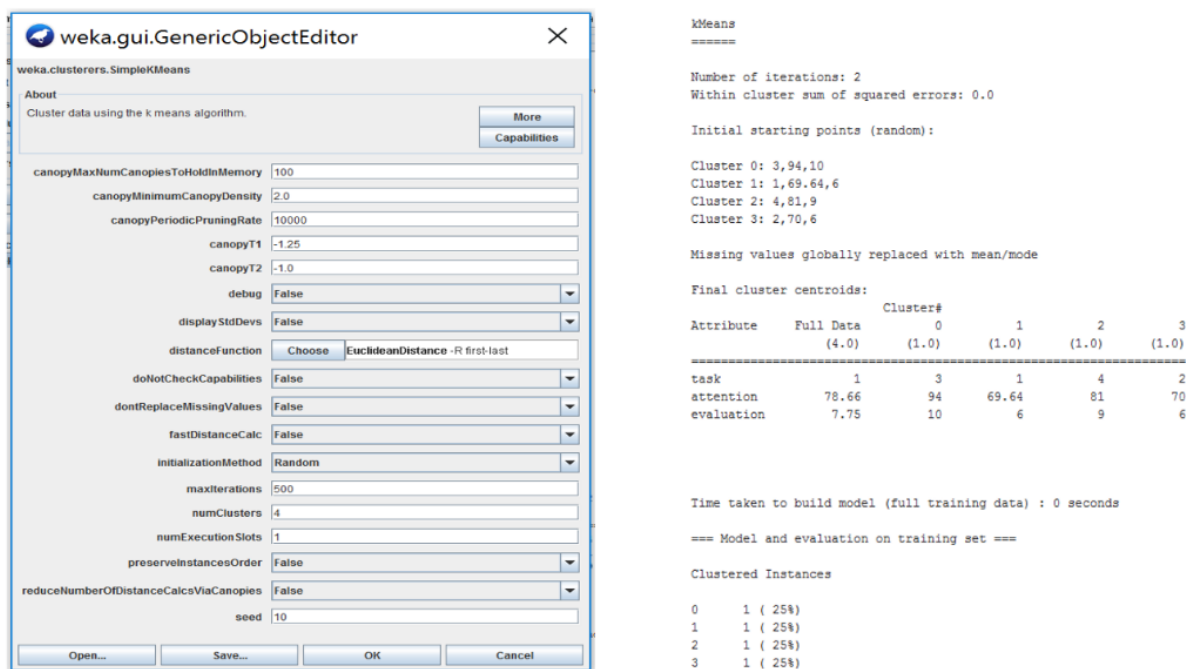 weka.gui.GenericObjectEditor
weka.clusterers.SimpleKMeans
About
Cluster data using the k means algorithm.
More
Capabilities
canopyMaxNumCanopiesToHoldInMemory 100
canopyMinimumCanopyDensity 2.0
canopyPeriodicPruningRate 10000
canopyT1 -1.25
canopyT2 -1.0
debug False
displayStdDevs False
distanceFunction Choose EuclideanDistance -R first-last
doNotCheckCapabilities False
dontReplaceMissingValues False
fastDistanceCalc False
initializationMethod Random
maxIterations 500
numClusters 4
numExecutionSlots 1
preserveInstancesOrder False
reduceNumberOfDistanceCalcsViaCanopies False
seed 10
Open... Save... OK Cancel
kMeans
======
Number of iterations: 2
Within cluster sum of squared errors: 0.0
Initial starting points (random):
Cluster 0: 3,94,10
Cluster 1: 1,69.64,6
Cluster 2: 4,81,9
Cluster 3: 2,70,6
Missing values globally replaced with mean/mode
Final cluster centroids:
Cluster#
Attribute Full Data 0 1 2 3
(4.0) (1.0) (1.0) (1.0) (1.0)
task 1 3 1 4 2
attention 78.66 94 69.64 81 70
evaluation 7.75 10 6 9 6
Time taken to build model (full training data) : 0 seconds
=== Model and evaluation on training set ===
Clustered Instances
0 1 ( 25%)
1 1 ( 25%)
2 1 ( 25%)
3 1 ( 25%)